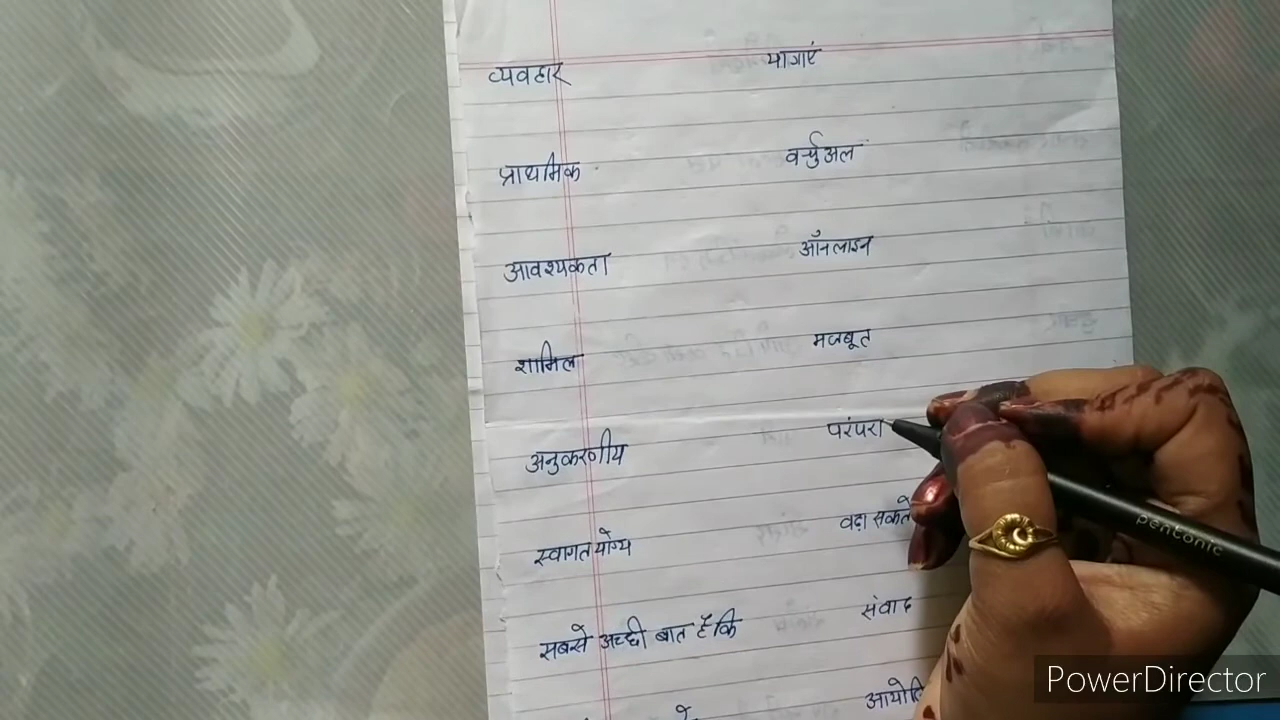 व्यवहार
प्राथमिक
आवश्यकता
शामिल
अनुकरणीय
स्वागत योग्य
सबसे अच्छी बात है कि
यात्राएं
वर्चुअल
ऑनलाइन
मजबूत
परंपरा
बढ़ा सकते
संवाद
pentonic
PowerDirector